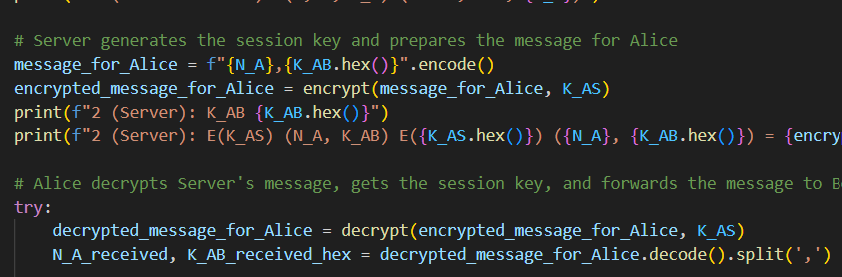 # Server generates the session key and prepares the message for Alice
message_for_Alice = f"{N_A},{K_AB.hex()}".encode()
encrypted_message_for_Alice = encrypt(message_for_Alice, K_AS)
print(f"2 (Server): K_AB {K_AB.hex()}")
print(f"2 (Server): E(K_AS) (N_A, K_AB) E({K_AS.hex()}) ({N_A}, {K_AB.hex()}) = {encry
# Alice decrypts Server's message, gets the session key, and forwards the message to B
try:
    decrypted_message_for_Alice = decrypt(encrypted_message_for_Alice, K_AS)
    N_A_received, K_AB_received_hex = decrypted_message_for_Alice.decode().split(',')